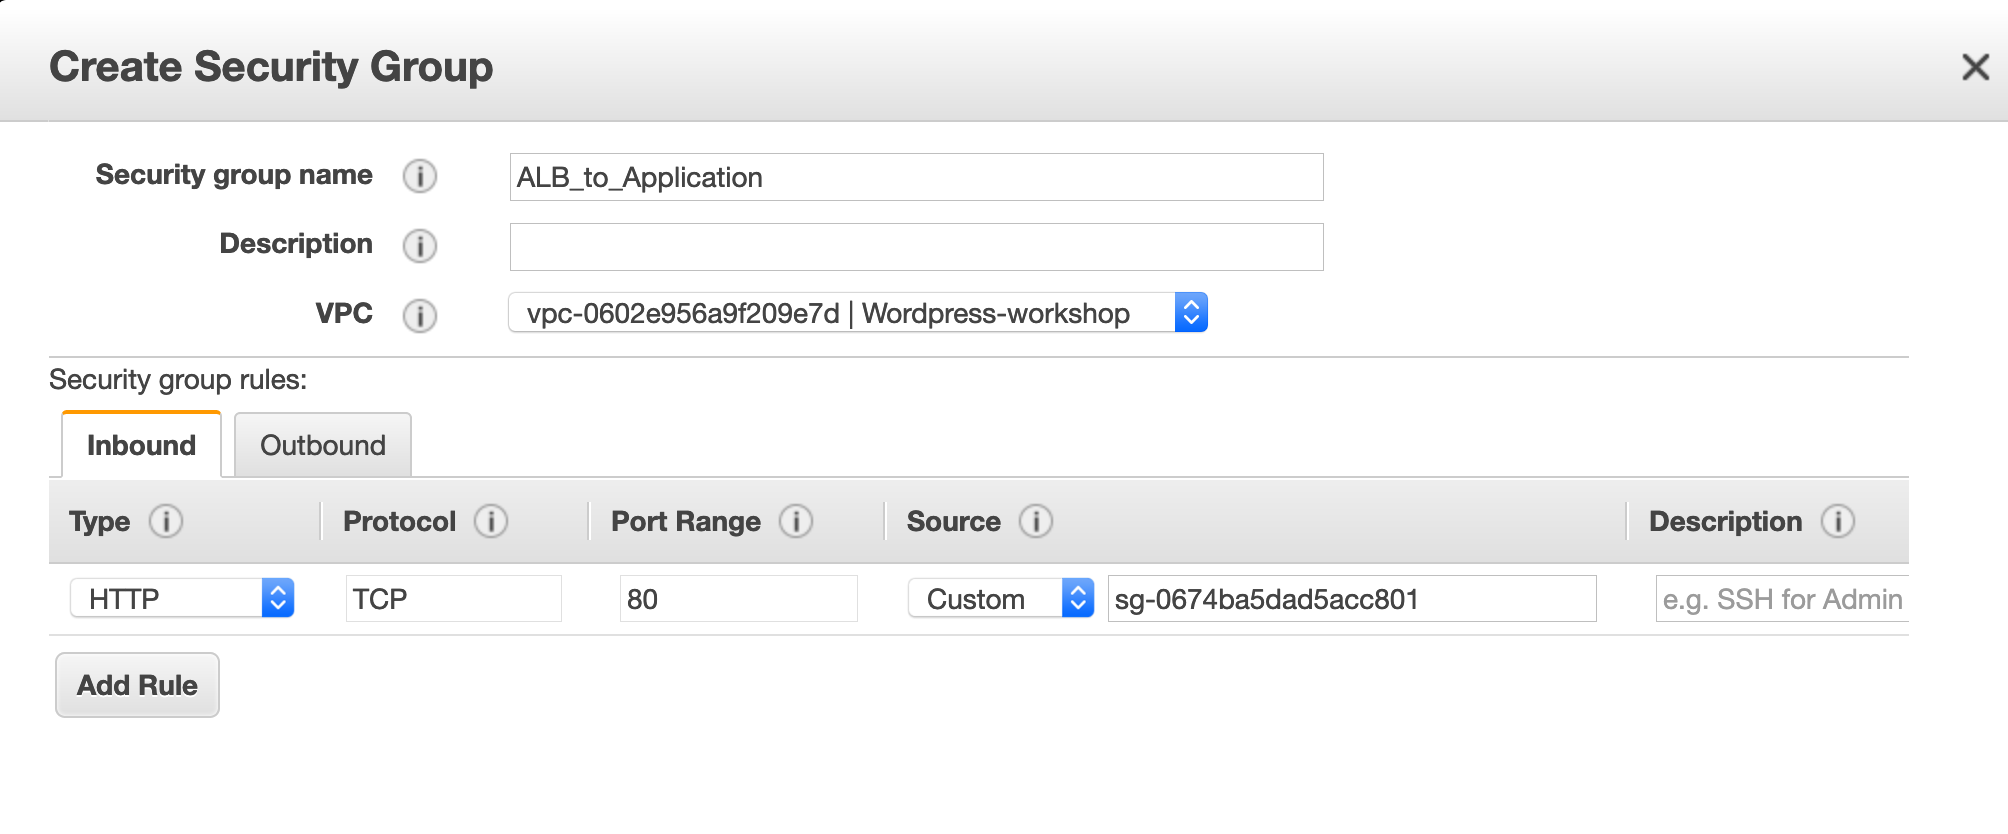 Create Security Group
Security group name ALB_to_Application
Description
VPC vpc-0602e956a9f209e7d | Wordpress-workshop
Security group rules:
Inbound Outbound
Type Protocol Port Range Source Description
HTTP TCP 80 Custom sg-0674ba5dad5acc801 e.g. SSH for Admin
Add Rule